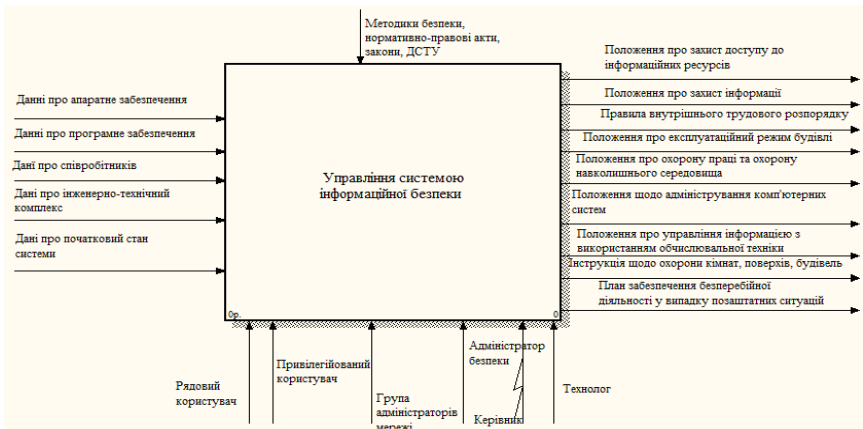 Методики безпеки,
нормативно-правові акти,
закони, ДСТУ
Данні про апаратне забезпечення
Данні про програмне забезпечення
Дані про співробітників
Дані про інженерно-технічний
комплекс
Дані про початковий стан
системи
Управління системою
інформаційної безпеки
0р.
0
Положення про захист доступу до
інформаційних ресурсів
Положення про захист інформації
Правила внутрішнього трудового розпорядку
Положення про експлуатаційний режим будівлі
Положення про охорону праці та охорону
навколишнього середовища
Положення щодо адміністрування комп'ютерних
систем
Положення про управління інформацією з
використанням обчислювальної техніки
Інструкція щодо охорони кімнат, поверхів, будівель
План забезпечення безперебійної
діяльності у випадку позаштатних ситуацій
Рядовий
користувач
Привілегійований
користувач
Група
адміністраторів
мережі
Адміністратор
безпеки
Керівник
Технолог